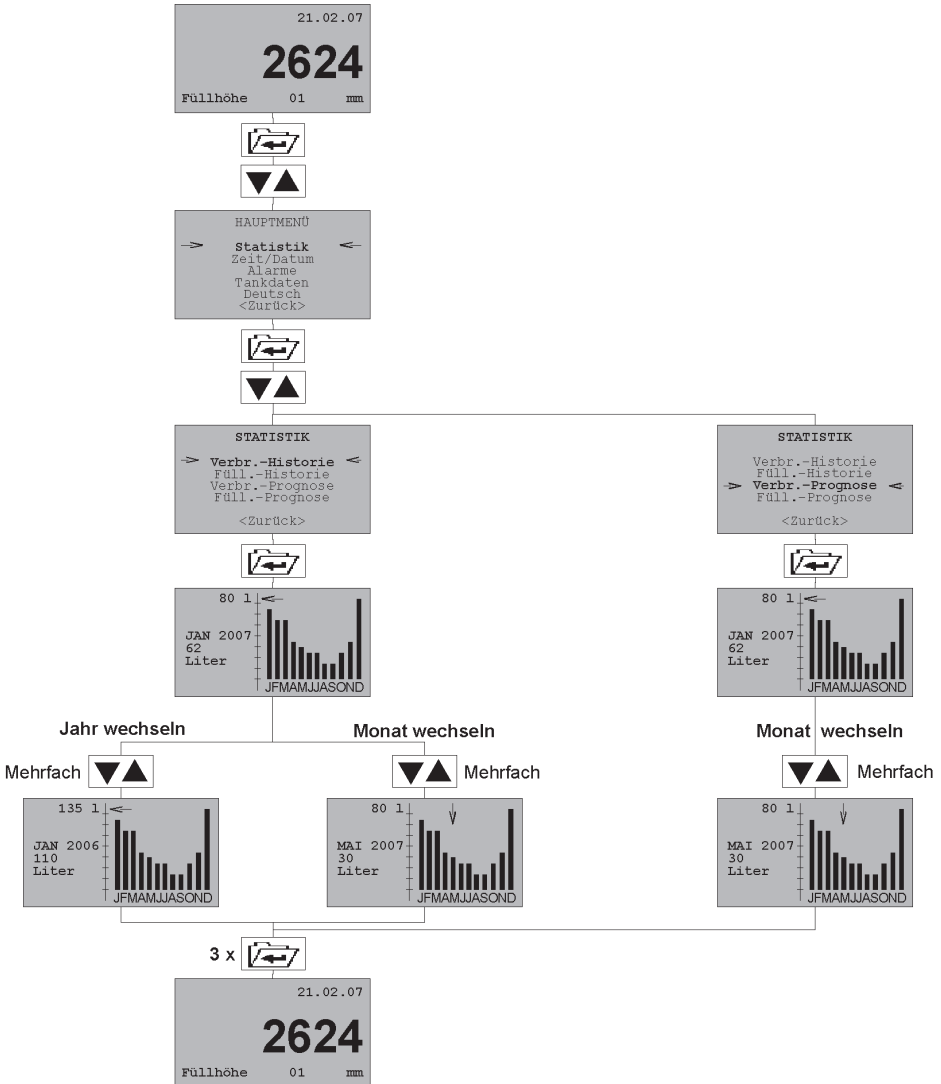 21.02.07
2624
Füllhöhe 01 mm
HAUPTMENÜ
Statistik
Zeit/Datum
Alarme
Tankdaten
Deutsch
<Zurück>
STATISTIK
Verbr.-Historie
Füll.-Historie
Verbr.-Prognose
Füll.-Prognose
<Zurück>
STATISTIK
Verbr.-Historie
Füll.-Historie
Verbr.-Prognose
Füll.-Prognose
<Zurück>
80 l
JAN 2007
62
Liter
JFMAMJJASOND
80 l
JAN 2007
62
Liter
JFMAMJJASOND
Jahr wechseln
Monat wechseln
Monat wechseln
Mehrfach
Mehrfach
Mehrfach
135 l
JAN 2006
110
Liter
JFMAMJJASOND
80 l
MAI 2007
30
Liter
JFMAMJJASOND
80 l
MAI 2007
30
Liter
JFMAMJJASOND
3 x
21.02.07
2624
Füllhöhe 01 mm